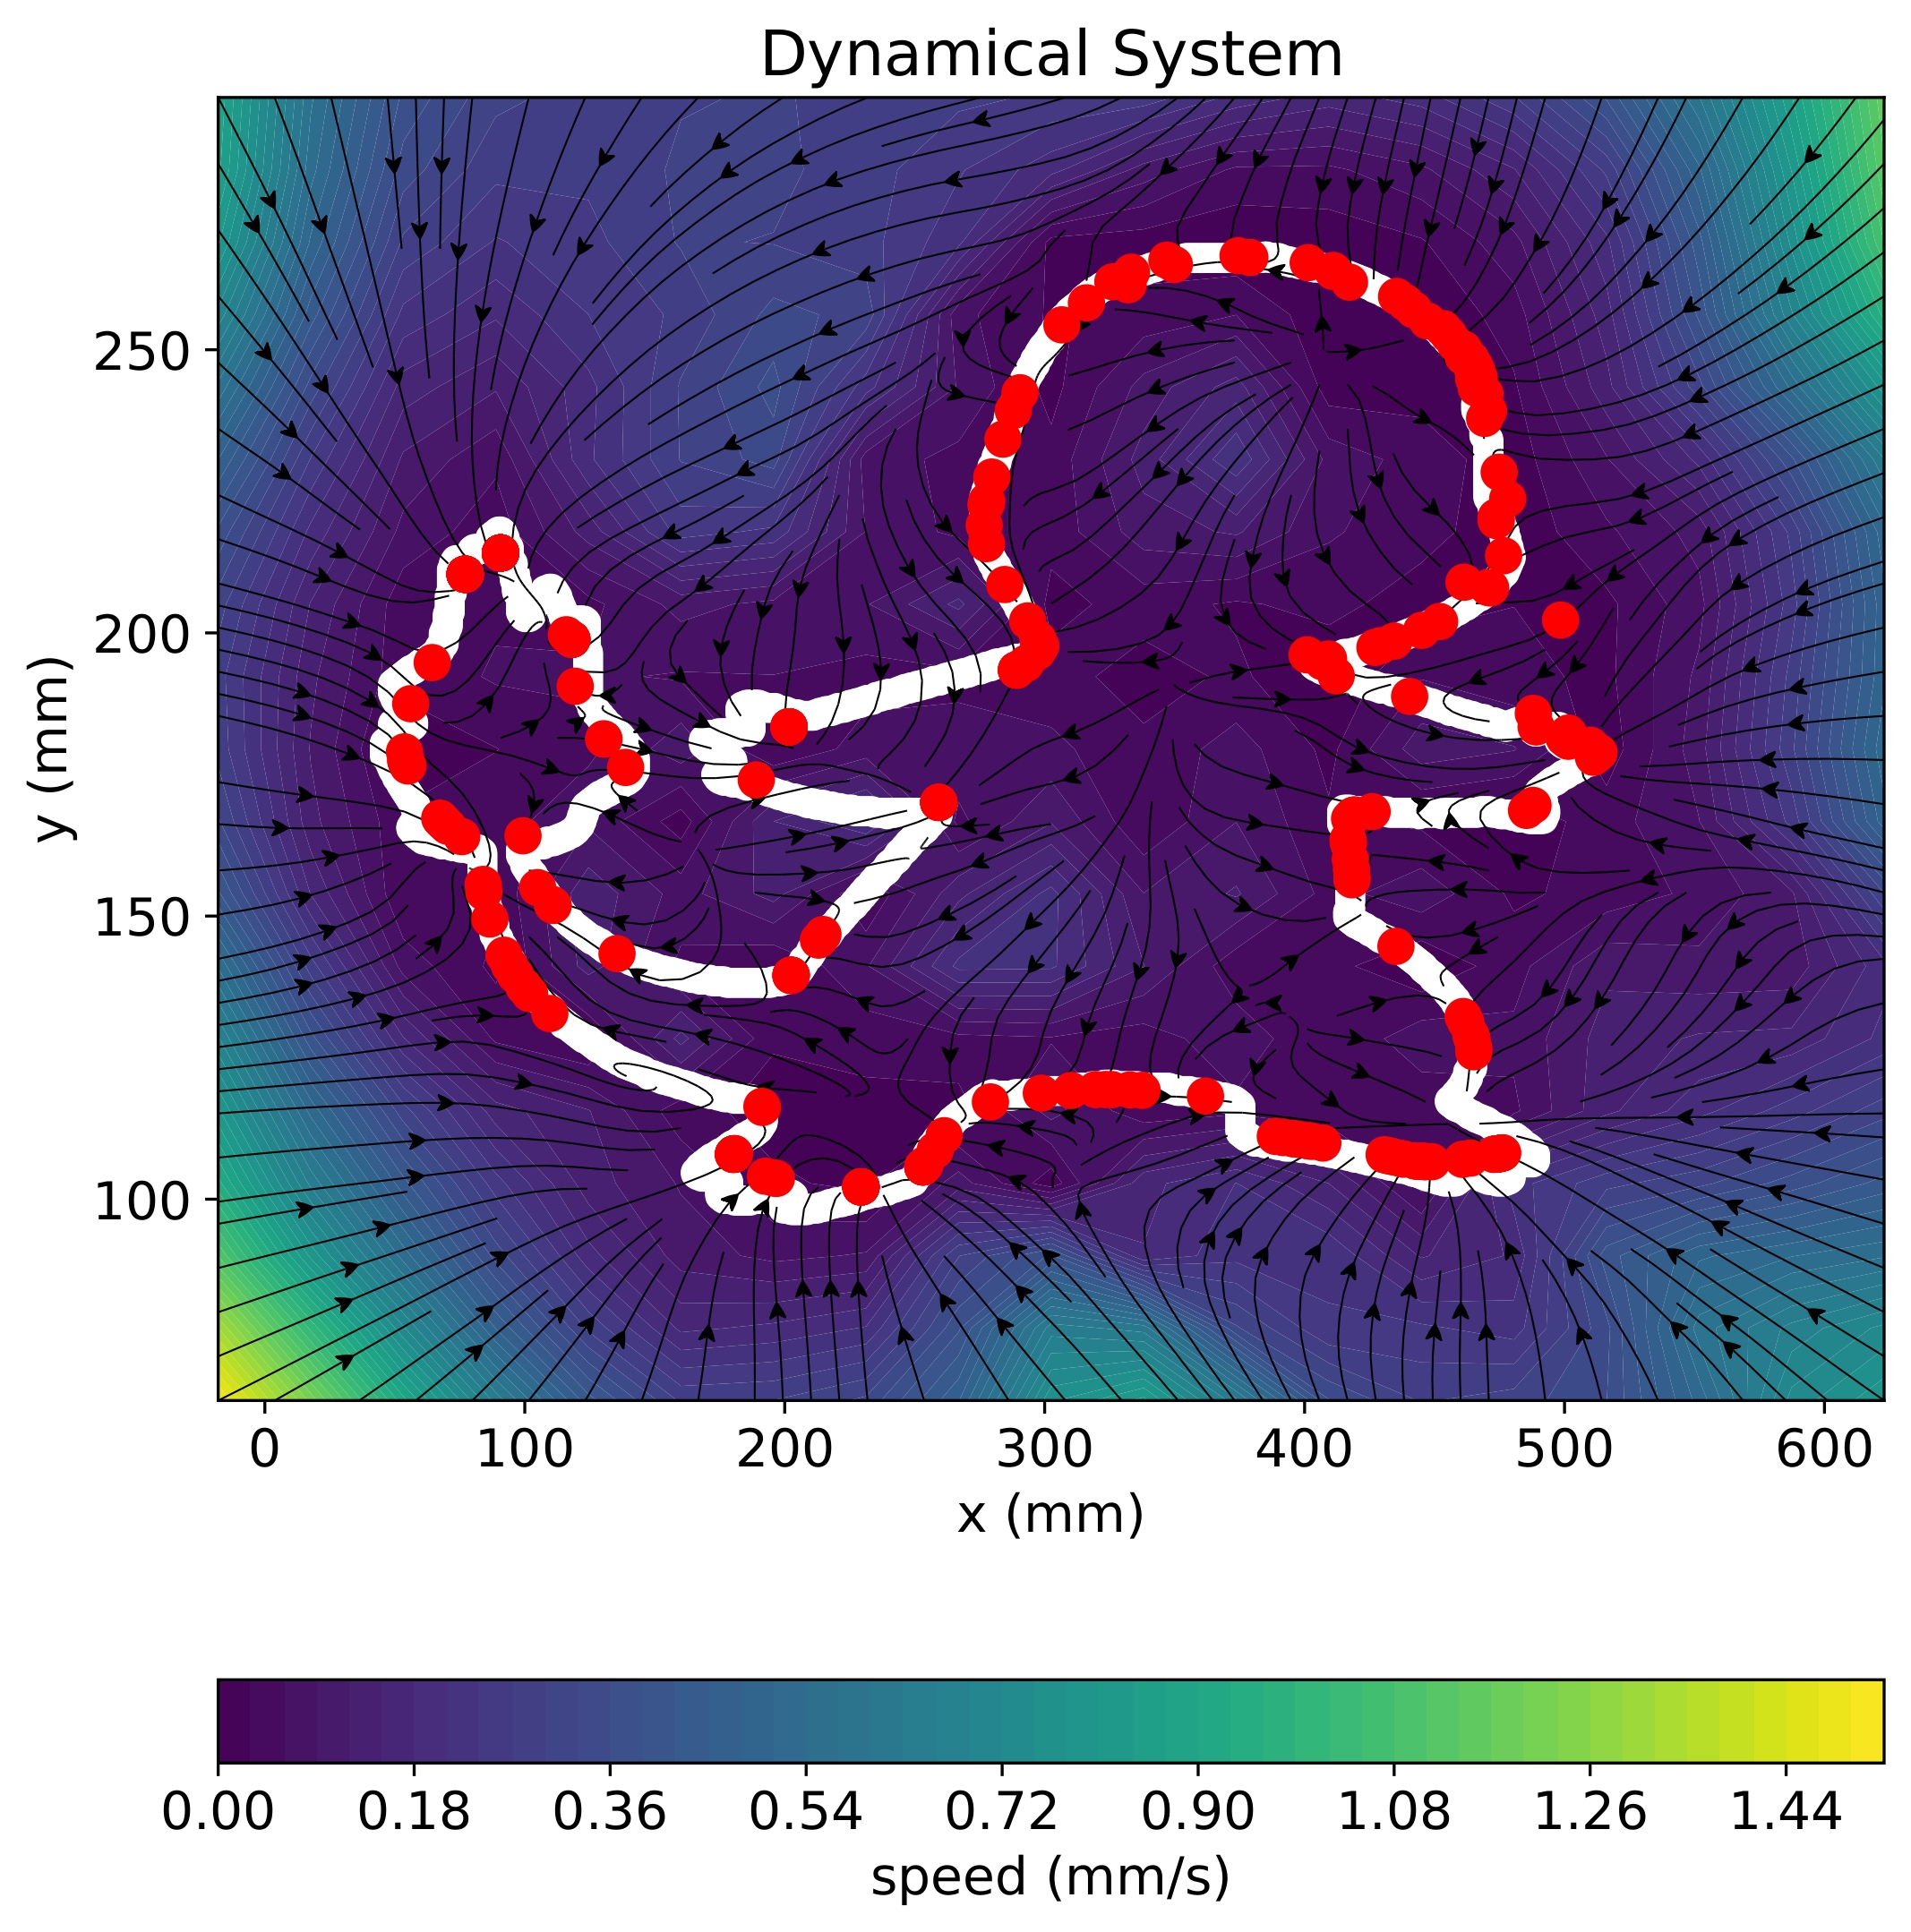 Dynamical System
250
200
150
100
y (mm)
0 100 200 300 400 500 600
x (mm)
0.00 0.18 0.36 0.54 0.72 0.90 1.08 1.26 1.44
speed (mm/s)